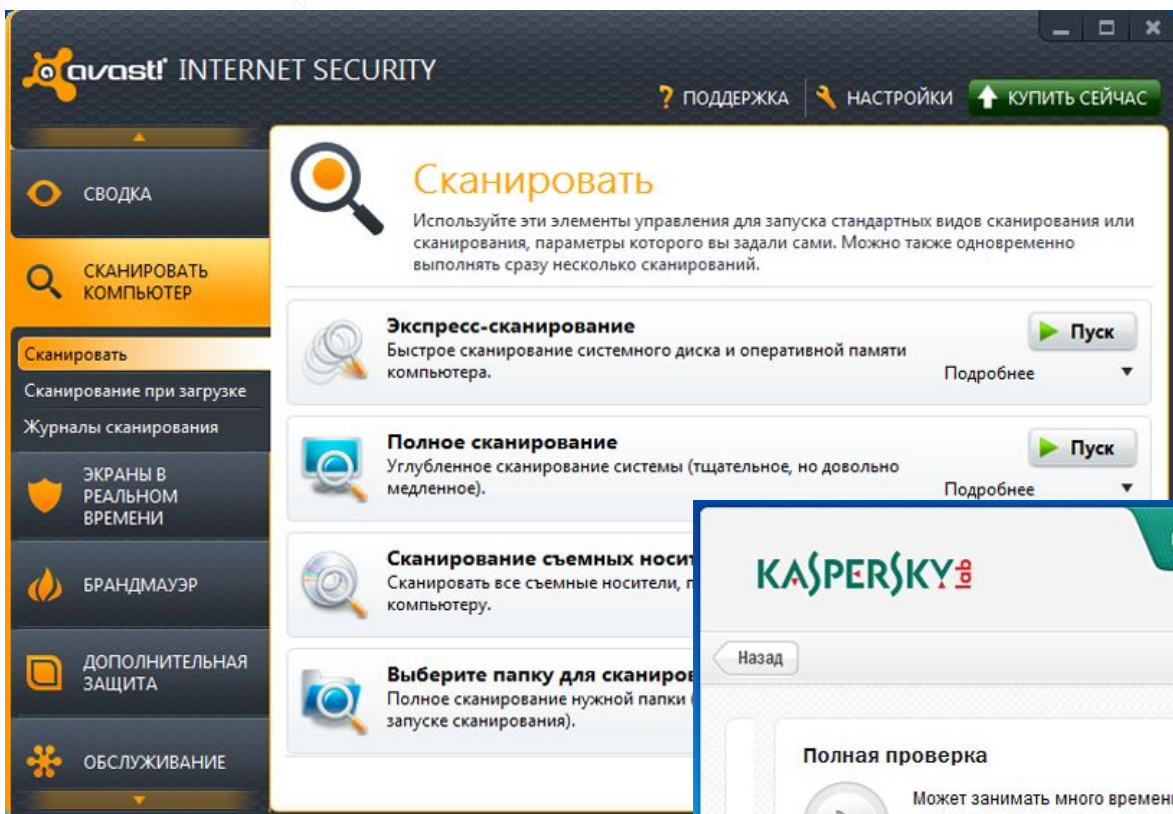 avast! INTERNET SECURITY
ПОДДЕРЖКА
НАСТРОЙКИ
КУПИТЬ СЕЙЧАС
СВОДКА
СКАНИРОВАТЬ
КОМПЬЮТЕР
Сканировать
Сканирование при загрузке
Журналы сканирования
ЭКРАНЫ В
РЕАЛЬНОМ
ВРЕМЕНИ
БРАНДМАУЭР
ДОПОЛНИТЕЛЬНАЯ
ЗАЩИТА
ОБСЛУЖИВАНИЕ
Сканировать
Используйте эти элементы управления для запуска стандартных видов сканирования или
сканирования, параметры которого вы задали сами. Можно также одновременно
выполнять сразу несколько сканирований.
Экспресс-сканирование
Быстрое сканирование системного диска и оперативной памяти
компьютера.
Пуск
Подробнее
Полное сканирование
Углубленное сканирование системы (тщательное, но довольно
медленное).
Пуск
Подробнее
Сканирование съемных носит
Сканировать все съемные носители, п
компьютеру.
Выберите папку для сканиров
Полное сканирование нужной папки (
запуске сканирования).
KASPERSKY lab
Назад
Полная проверка
Может занимать много времени